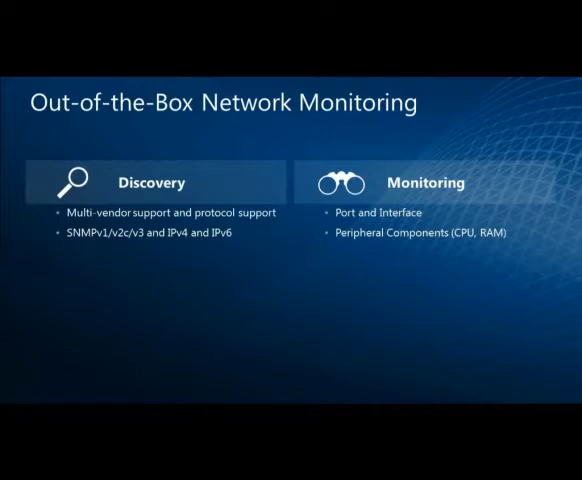 Out-of-the-Box Network Monitoring
Discovery
• Multi-vendor support and protocol support
• SNMPv1/v2c/v3 and IPv4 and IPv6
Monitoring
• Port and Interface
• Peripheral Components (CPU, RAM)